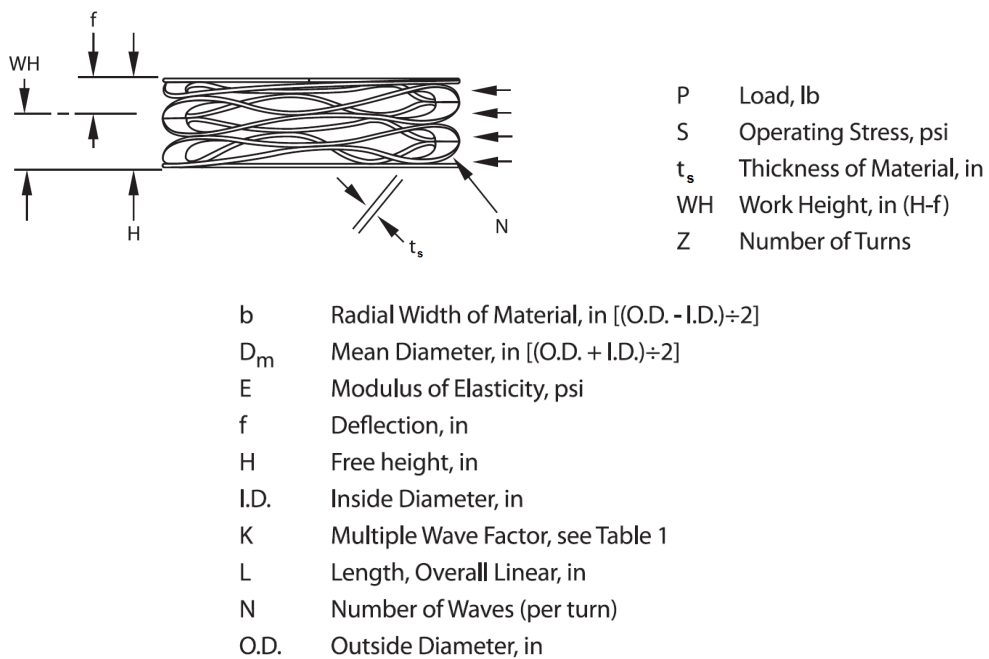 f
WH
H
t_s
N
P Load, lb
S Operating Stress, psi
t_s Thickness of Material, in
WH Work Height, in (H-f)
Z Number of Turns
b Radial Width of Material, in [(O.D. - I.D.)÷2]
D_m Mean Diameter, in [(O.D. + I.D.)÷2]
E Modulus of Elasticity, psi
f Deflection, in
H Free height, in
I.D. Inside Diameter, in
K Multiple Wave Factor, see Table 1
L Length, Overall Linear, in
N Number of Waves (per turn)
O.D. Outside Diameter, in